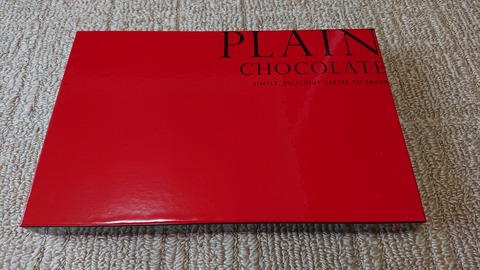 PLAIN
CHOCOLATE
SIMPLE, DELICIOUS TASTES TO